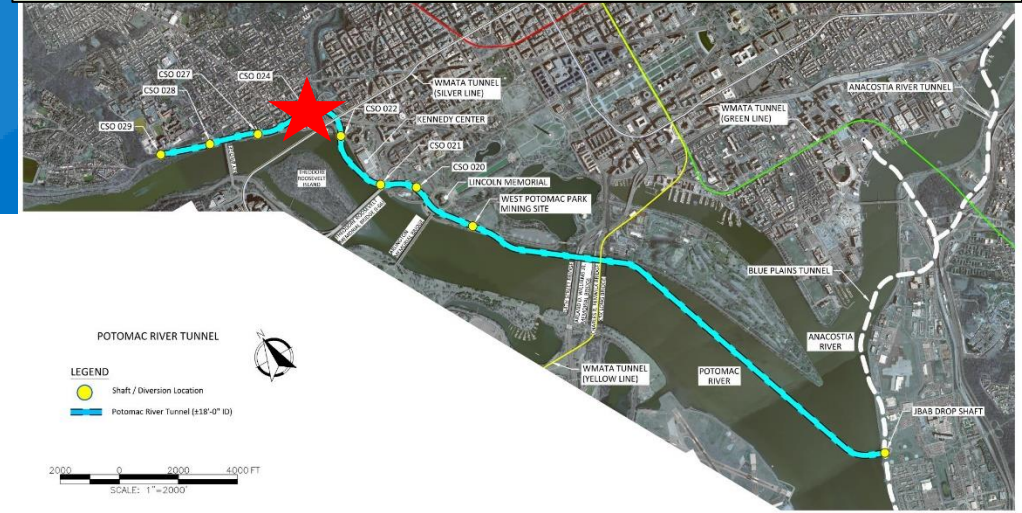 CSO 027
CSO 024
CSO 028
CSO 029
CSO 022
WMATA TUNNEL
(SILVER LINE)
KENNEDY CENTER
CSO 021
CSO 020
LINCOLN MEMORIAL
WEST POTOMAC PARK
MINING SITE
THEODORE
ROOSEVELT
ISLAND
WMATA TUNNEL
(GREEN LINE)
ANACOSTIA RIVER TUNNEL
BLUE PLAINS TUNNEL
ANACOSTIA
RIVER
WMATA TUNNEL
(YELLOW LINE)
POTOMAC
RIVER
JBAB DROP SHAFT
POTOMAC RIVER TUNNEL
LEGEND
Shaft / Diversion Location
Potomac River Tunnel (±18'-0" ID)
2000 0 2000 4000 FT
SCALE: 1"=2000'